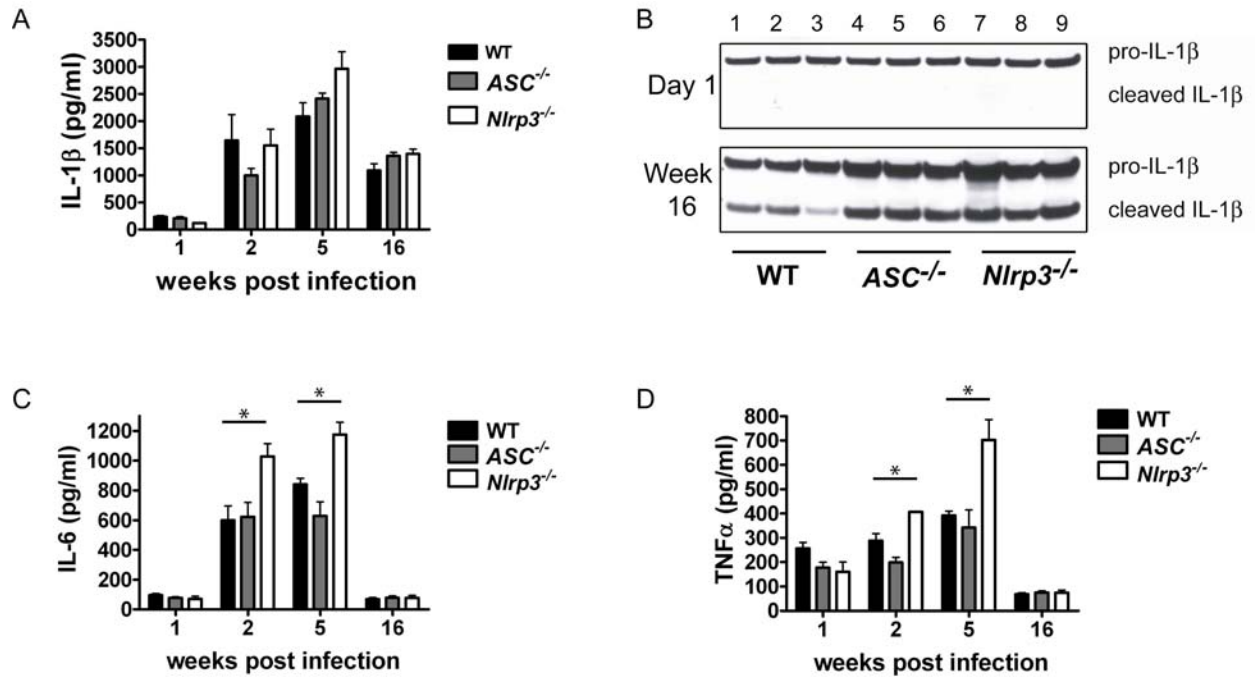 A
IL-1β (pg/ml)
3500
3000
2500
2000
1500
1000
500
0
1 2 5 16
weeks post infection
WT
ASC-/-
Nlrp3-/-
B
1 2 3 4 5 6 7 8 9
Day 1
pro-IL-1β
cleaved IL-1β
Week
16
pro-IL-1β
cleaved IL-1β
WT ASC-/- Nlrp3-/-
C
IL-6 (pg/ml)
1200
1000
800
600
400
200
0
* *
1 2 5 16
weeks post infection
WT
ASC-/-
Nlrp3-/-
D
TNFα (pg/ml)
800
700
600
500
400
300
200
100
0
* *
1 2 5 16
weeks post infection
WT
ASC-/-
Nlrp3-/-